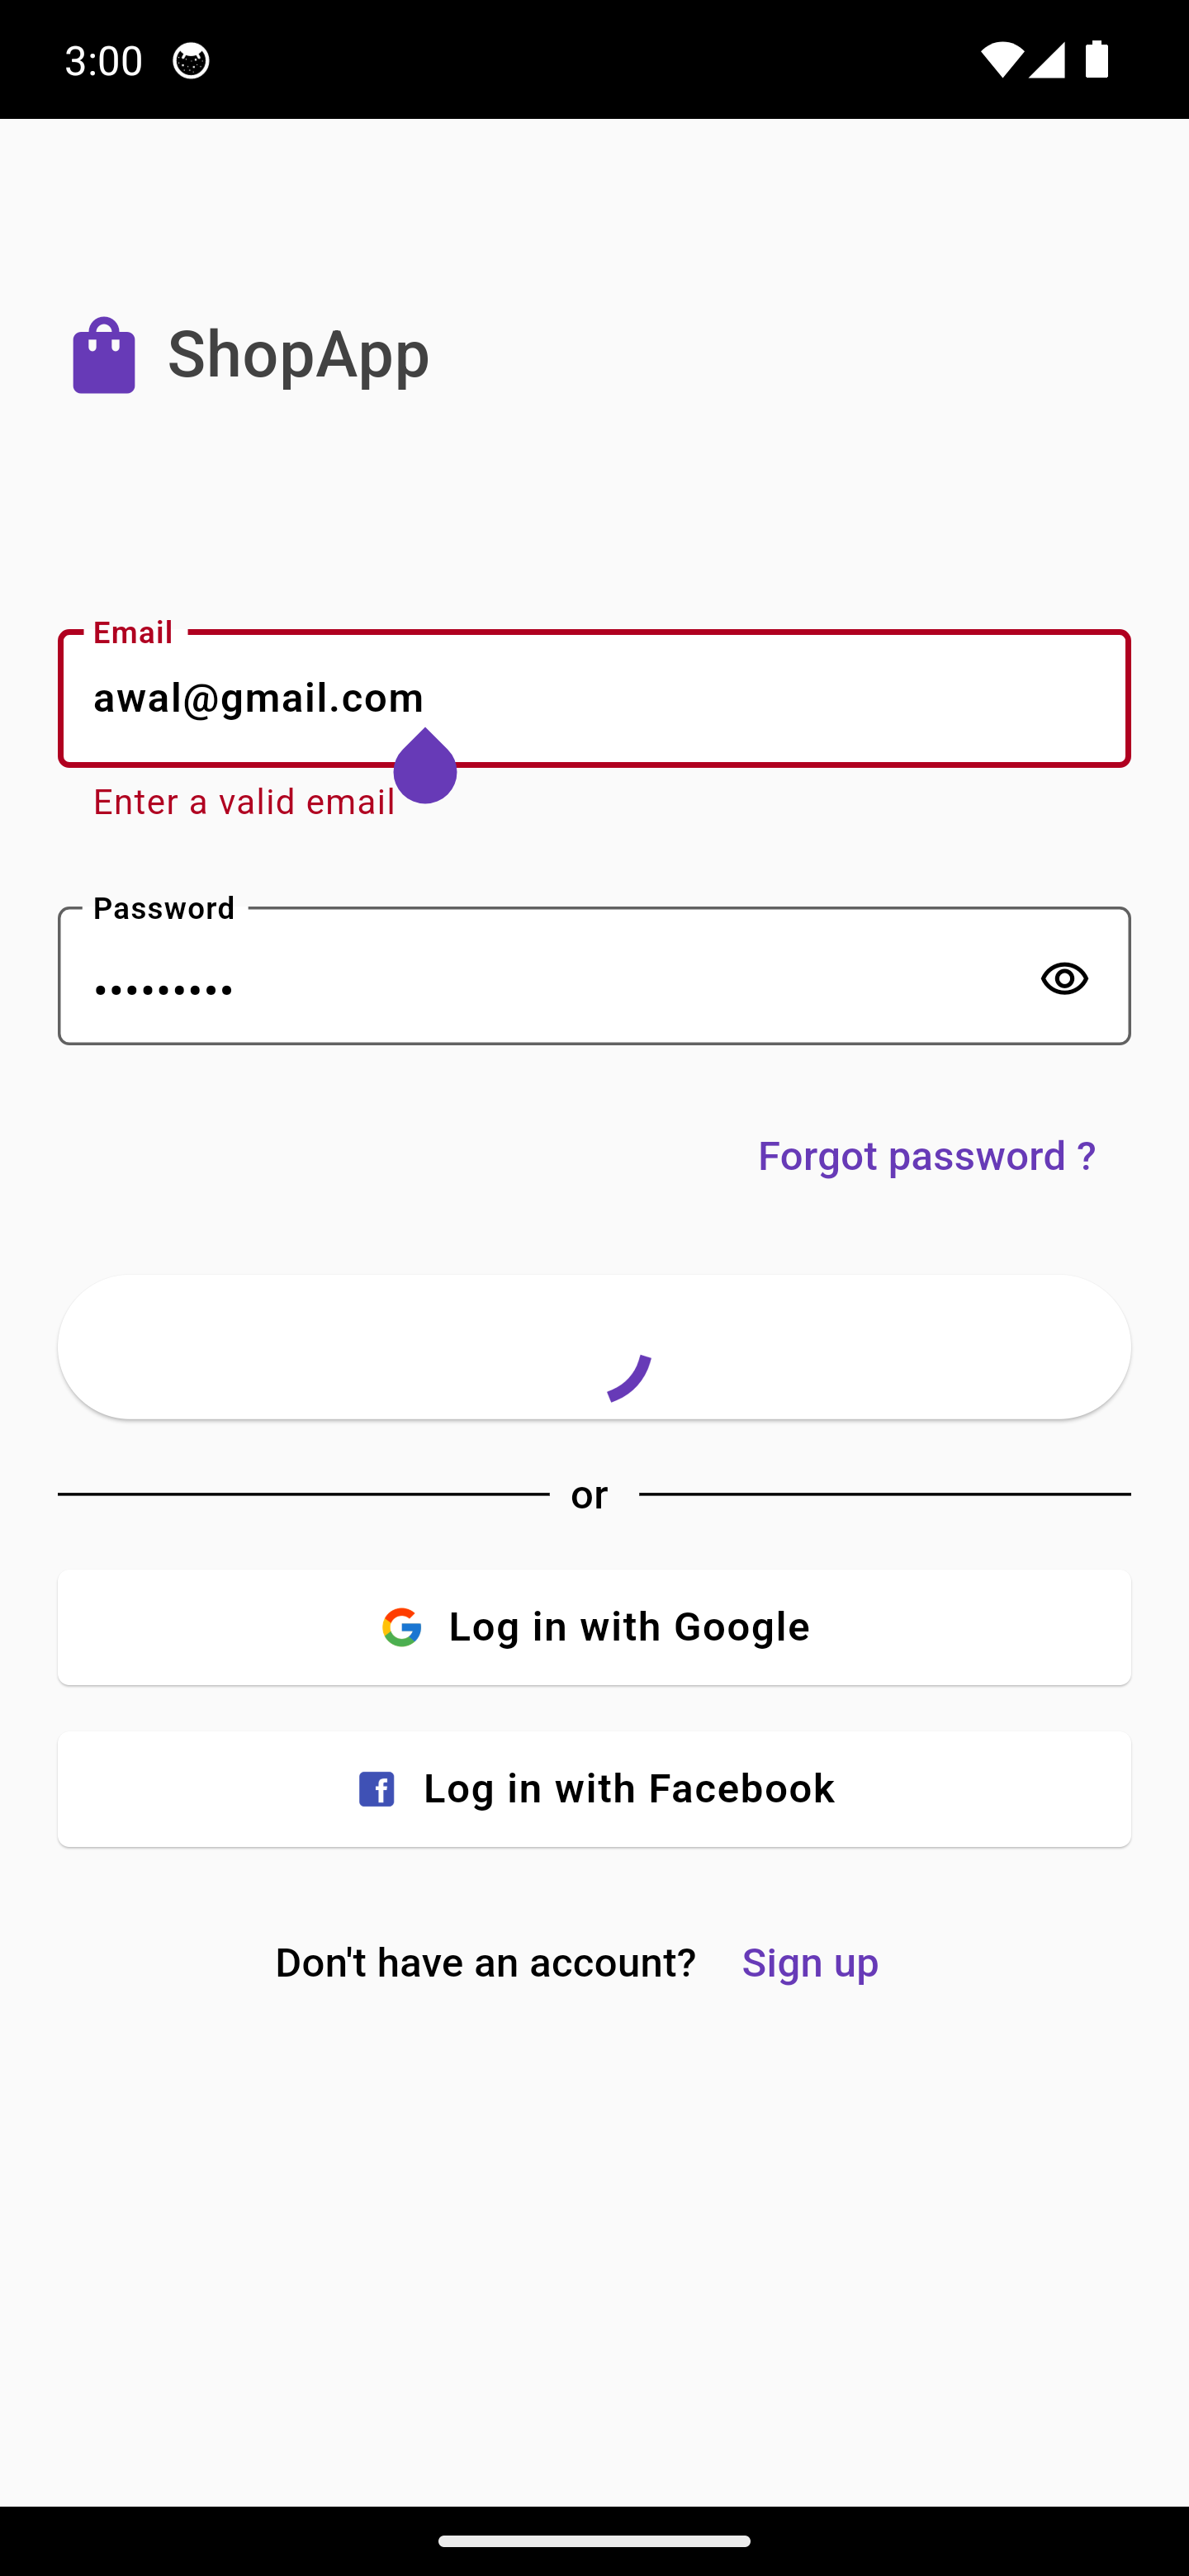 3:00
ShopApp
Email
awal@gmail.com
Enter a valid email
Password
•••••••••
Forgot password ?
or
Log in with Google
Log in with Facebook
Don't have an account? Sign up